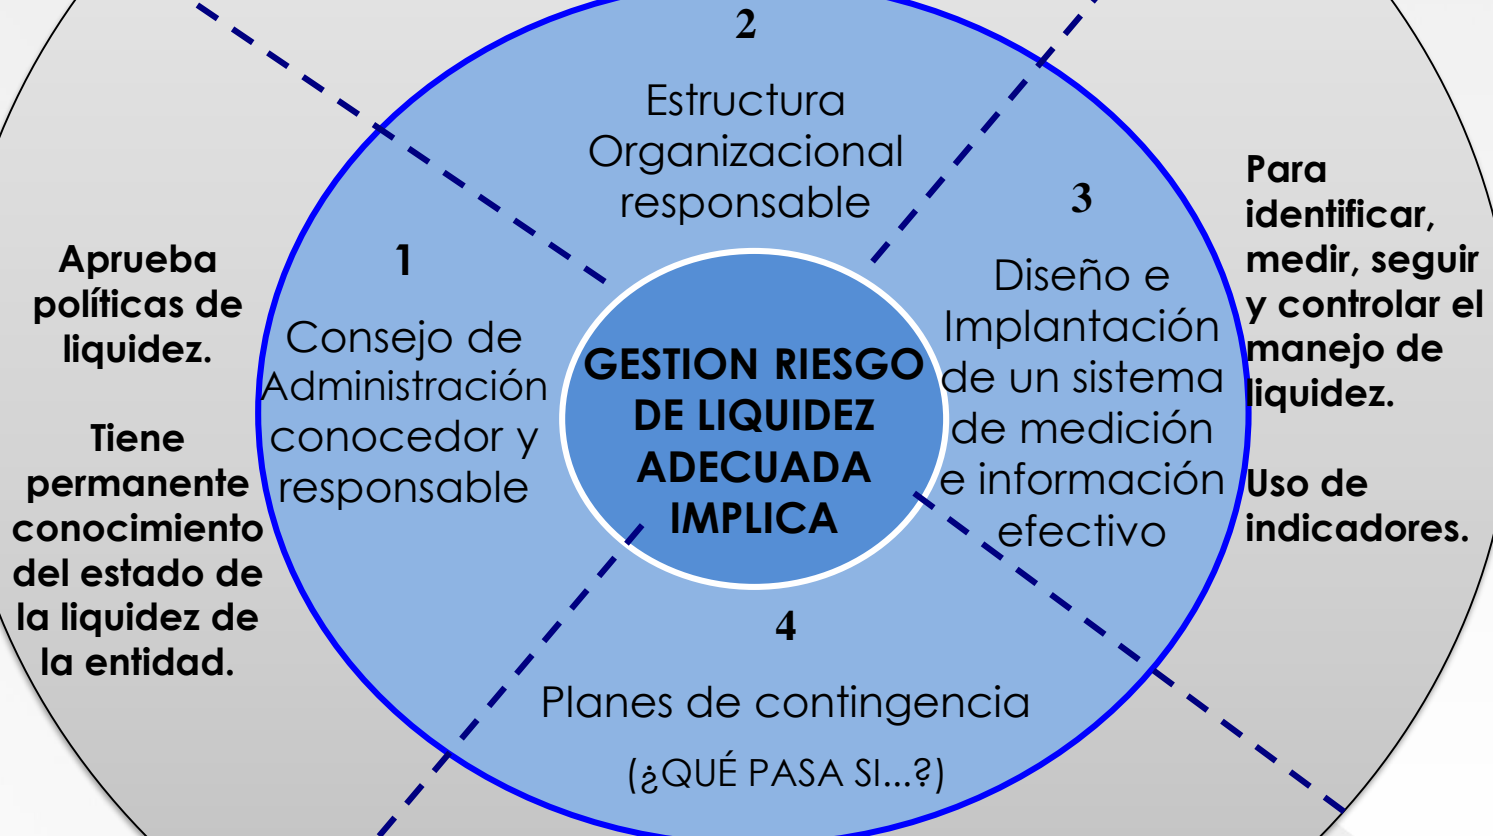 2
Estructura
Organizacional
responsable
Aprueba
políticas de
liquidez.
Tiene
permanente
conocimiento
del estado de
la liquidez de
la entidad.
1
Consejo de
Administración
conocedor y
responsable
GESTION RIESGO
DE LIQUIDEZ
ADECUADA
IMPLICA
3
Diseño e
Implantación
de un sistema
de medición
e información
efectivo
Para
identificar,
medir, seguir
y controlar el
manejo de
liquidez.
Uso de
indicadores.
4
Planes de contingencia
(¿QUÉ PASA SI...?)